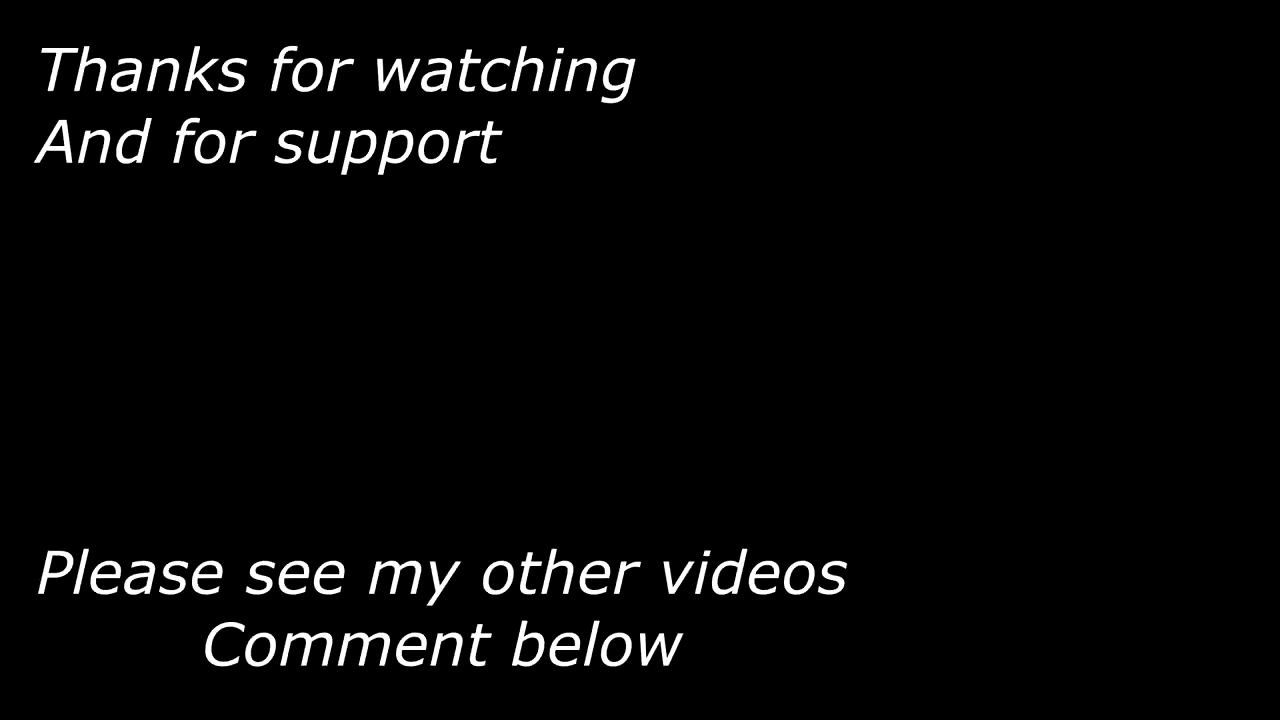 Thanks for watching
And for support
Please see my other videos
Comment below